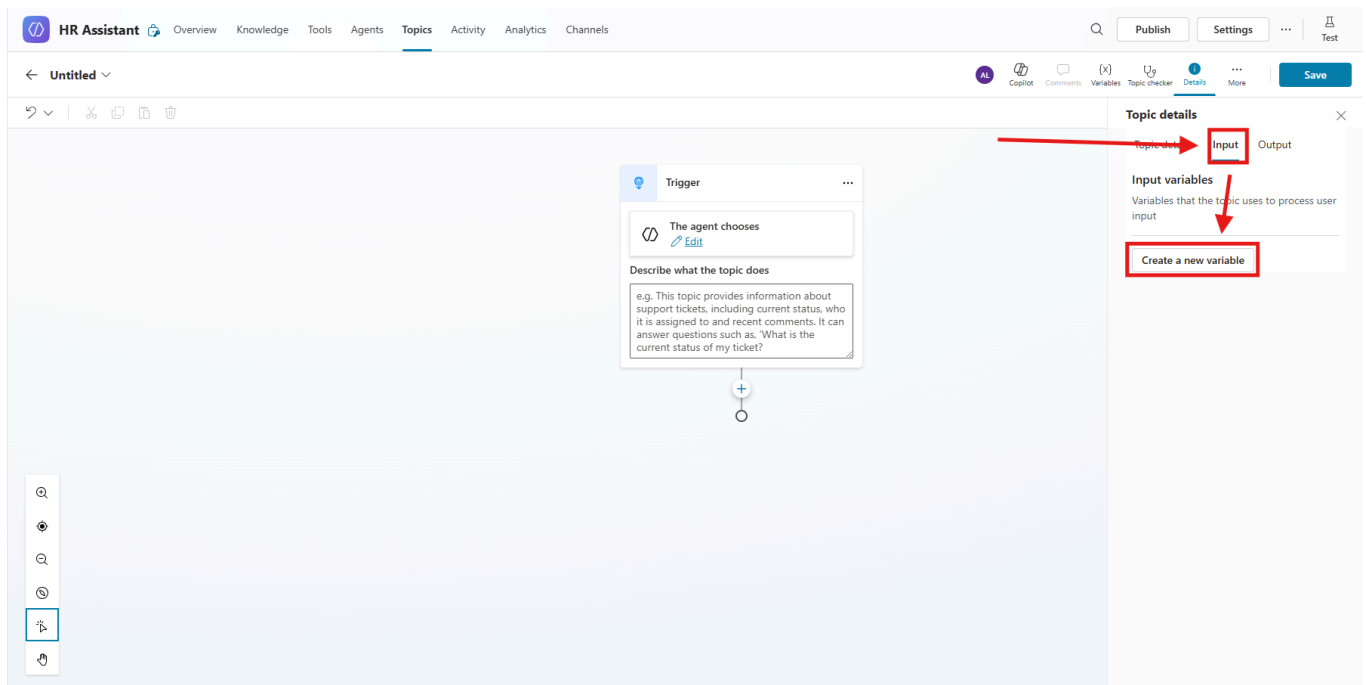 HR Assistant Overview Knowledge Tools Agents Topics Activity Analytics Channels Publish Settings ... Test
Untitled AL Copilot Comments {x} Variables Topic checker Details More Save
Topic details
Topic Input Output
Input variables
Variables that the topic uses to process user
input
Create a new variable
Trigger
The agent chooses
Edit
Describe what the topic does
e.g. This topic provides information about
support tickets, including current status, who
it is assigned to and recent comments. It can
answer questions such as, 'What is the
current status of my ticket?